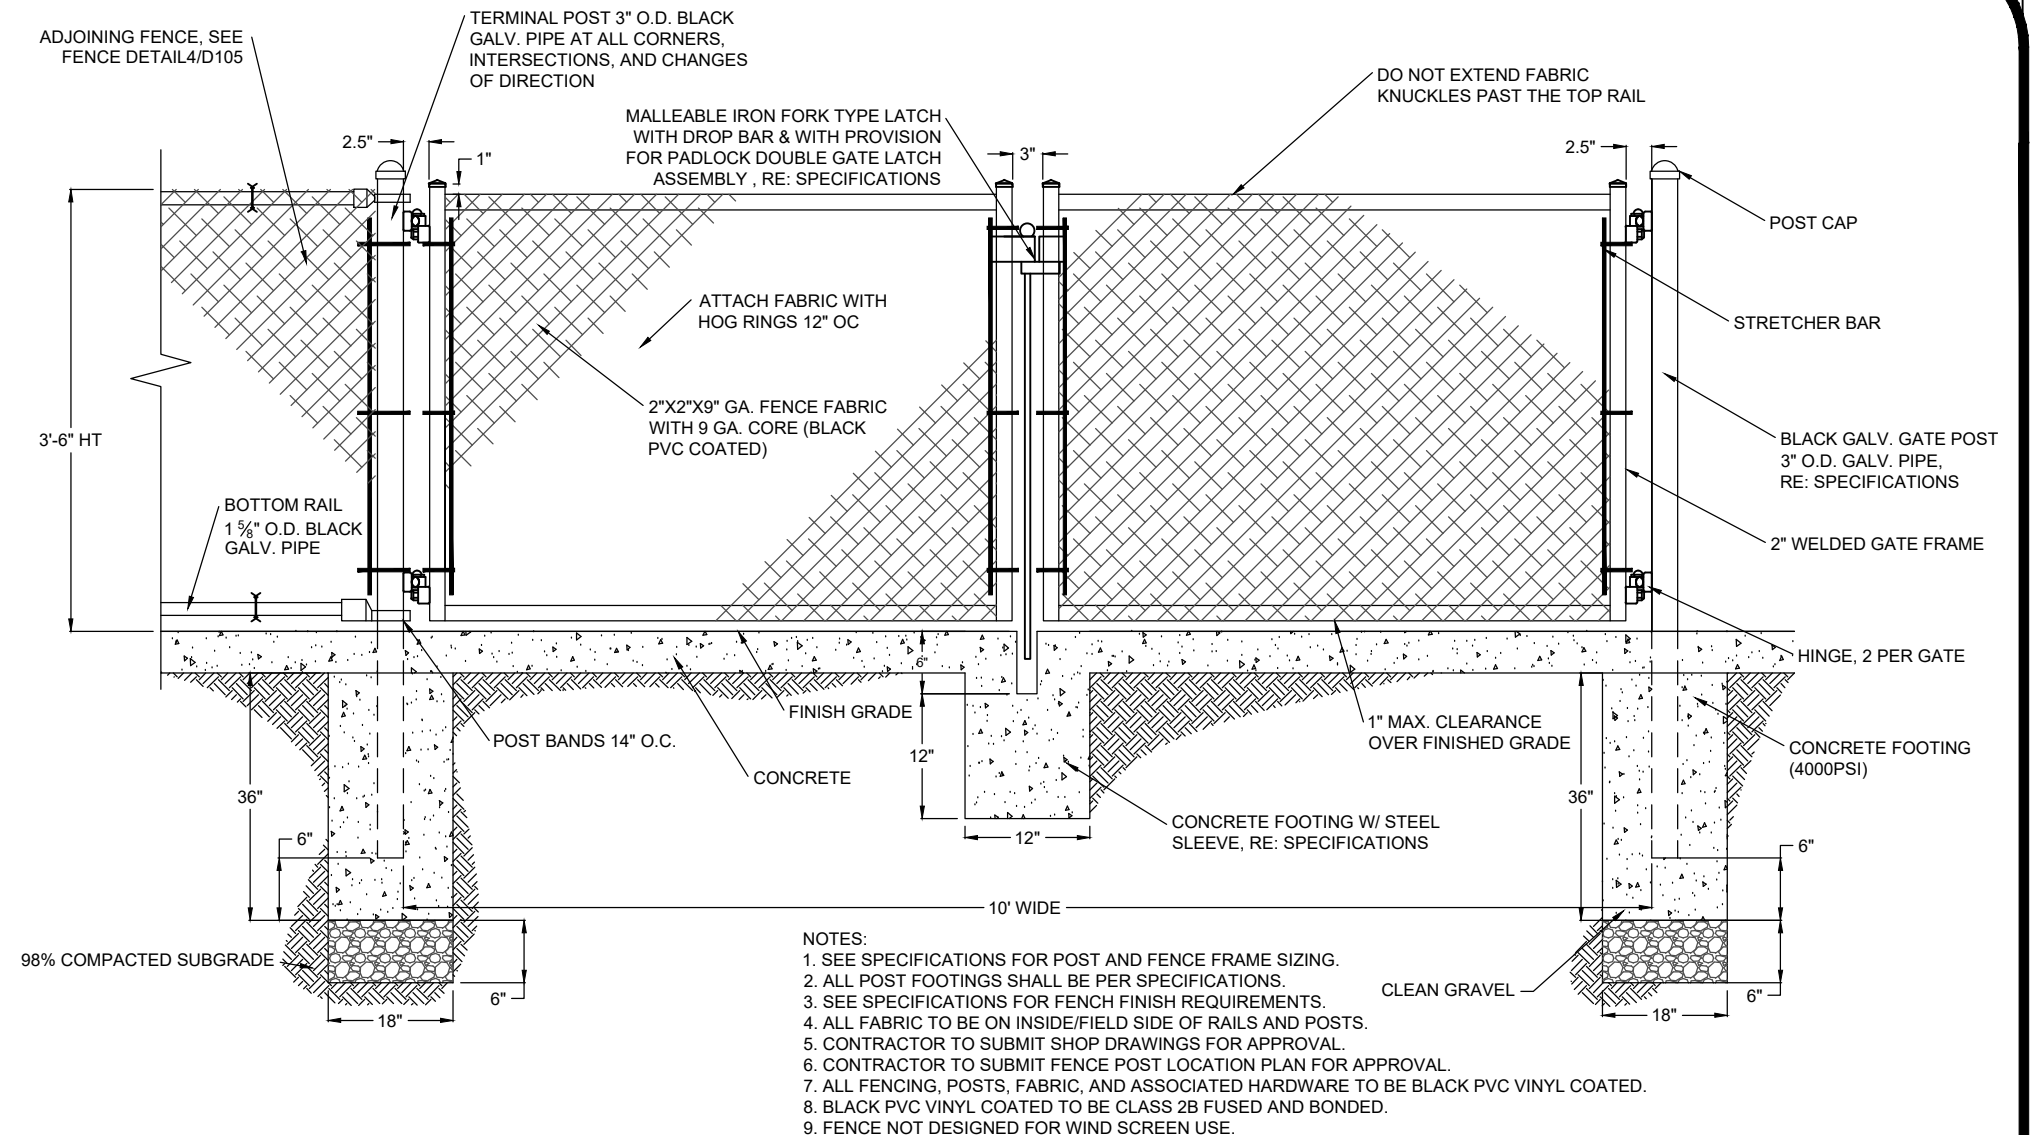 TERMINAL POST 3" O.D. BLACK
GALV. PIPE AT ALL CORNERS,
INTERSECTIONS, AND CHANGES
OF DIRECTION
ADJOINING FENCE, SEE
FENCE DETAIL4/D105
DO NOT EXTEND FABRIC
KNUCKLES PAST THE TOP RAIL
MALLEABLE IRON FORK TYPE LATCH
WITH DROP BAR & WITH PROVISION
FOR PADLOCK DOUBLE GATE LATCH
ASSEMBLY , RE: SPECIFICATIONS
2.5"
1"
3"
2.5"
POST CAP
ATTACH FABRIC WITH
HOG RINGS 12" OC
STRETCHER BAR
2"X2"X9" GA. FENCE FABRIC
WITH 9 GA. CORE (BLACK
PVC COATED)
3'-6" HT
BLACK GALV. GATE POST
3" O.D. GALV. PIPE,
RE: SPECIFICATIONS
BOTTOM RAIL
1 5⁄8" O.D. BLACK
GALV. PIPE
2" WELDED GATE FRAME
HINGE, 2 PER GATE
6"
FINISH GRADE
1" MAX. CLEARANCE
OVER FINISHED GRADE
POST BANDS 14" O.C.
12"
CONCRETE
CONCRETE FOOTING
(4000PSI)
36"
36"
CONCRETE FOOTING W/ STEEL
SLEEVE, RE: SPECIFICATIONS
12"
6"
6"
10' WIDE
98% COMPACTED SUBGRADE
CLEAN GRAVEL
6"
6"
18"
18"
NOTES:
1. SEE SPECIFICATIONS FOR POST AND FENCE FRAME SIZING.
2. ALL POST FOOTINGS SHALL BE PER SPECIFICATIONS.
3. SEE SPECIFICATIONS FOR FENCH FINISH REQUIREMENTS.
4. ALL FABRIC TO BE ON INSIDE/FIELD SIDE OF RAILS AND POSTS.
5. CONTRACTOR TO SUBMIT SHOP DRAWINGS FOR APPROVAL.
6. CONTRACTOR TO SUBMIT FENCE POST LOCATION PLAN FOR APPROVAL.
7. ALL FENCING, POSTS, FABRIC, AND ASSOCIATED HARDWARE TO BE BLACK PVC VINYL COATED.
8. BLACK PVC VINYL COATED TO BE CLASS 2B FUSED AND BONDED.
9. FENCE NOT DESIGNED FOR WIND SCREEN USE.